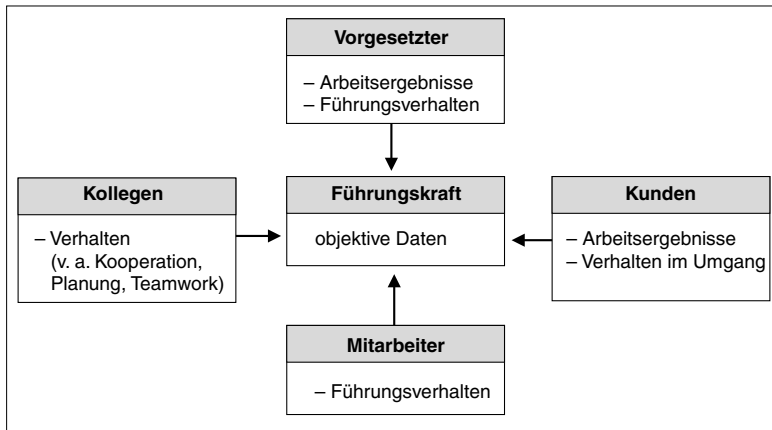 Vorgesetzter
– Arbeitsergebnisse
– Führungsverhalten
Kollegen
– Verhalten
(v. a. Kooperation,
Planung, Teamwork)
Führungskraft
objektive Daten
Kunden
– Arbeitsergebnisse
– Verhalten im Umgang
Mitarbeiter
– Führungsverhalten